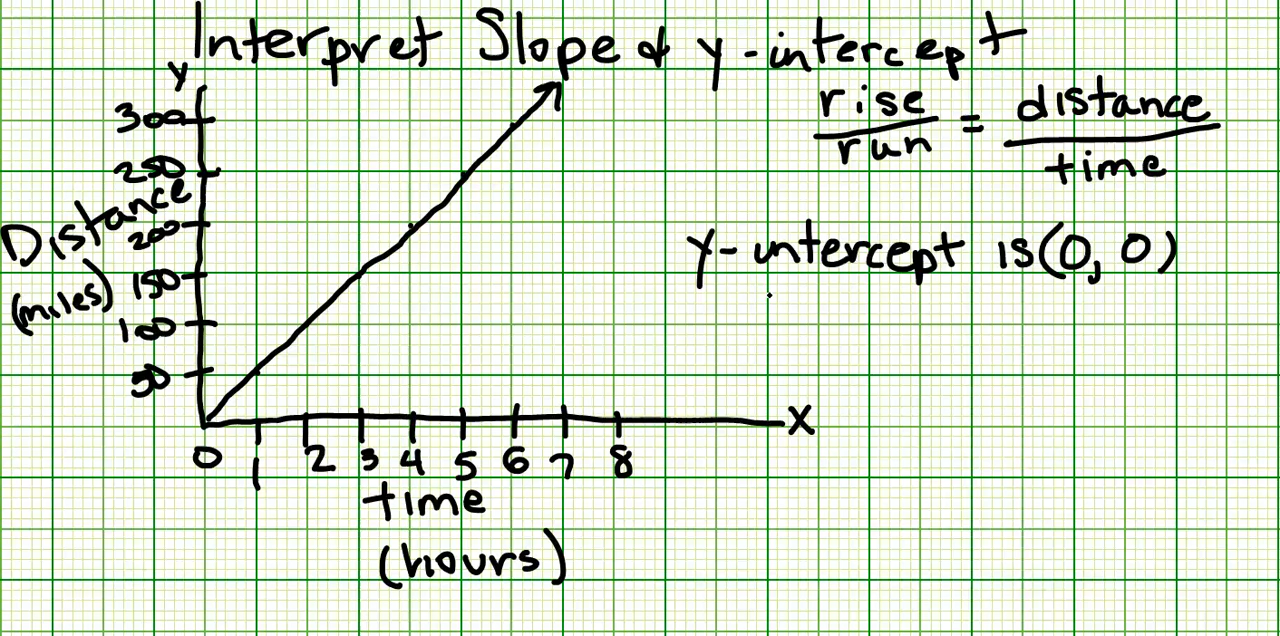 Interpret Slope & y-intercept
y
rise
run
=
distance
time
300
250
200
150
100
50
Distance
(miles)
y-intercept is (0, 0)
x
0 1 2 3 4 5 6 7 8
time
(hours)